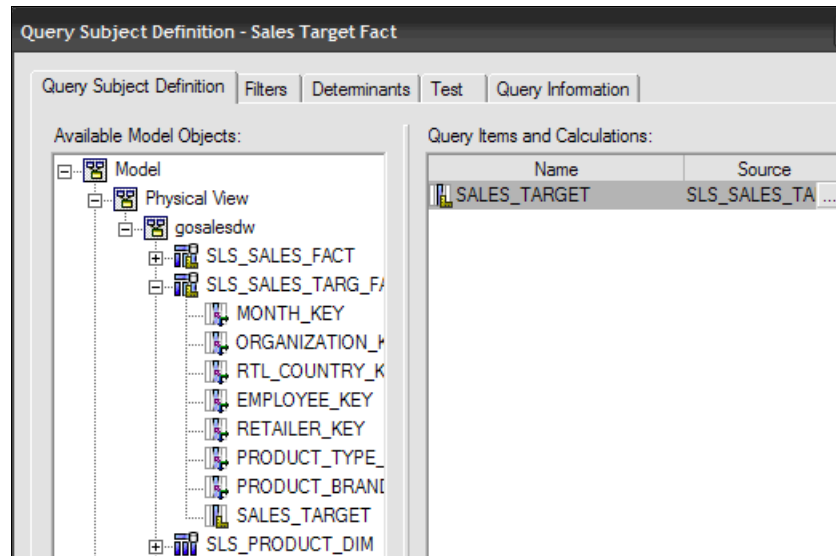 Query Subject Definition - Sales Target Fact
Query Subject Definition Filters Determinants Test Query Information
Available Model Objects:
Model
Physical View
gosalesdw
SLS_SALES_FACT
SLS_SALES_TARG_FA
MONTH_KEY
ORGANIZATION_K
RTL_COUNTRY_K
EMPLOYEE_KEY
RETAILER_KEY
PRODUCT_TYPE_
PRODUCT_BRAND
SALES_TARGET
SLS_PRODUCT_DIM
Query Items and Calculations:
Name Source
SALES_TARGET SLS_SALES_TA ...